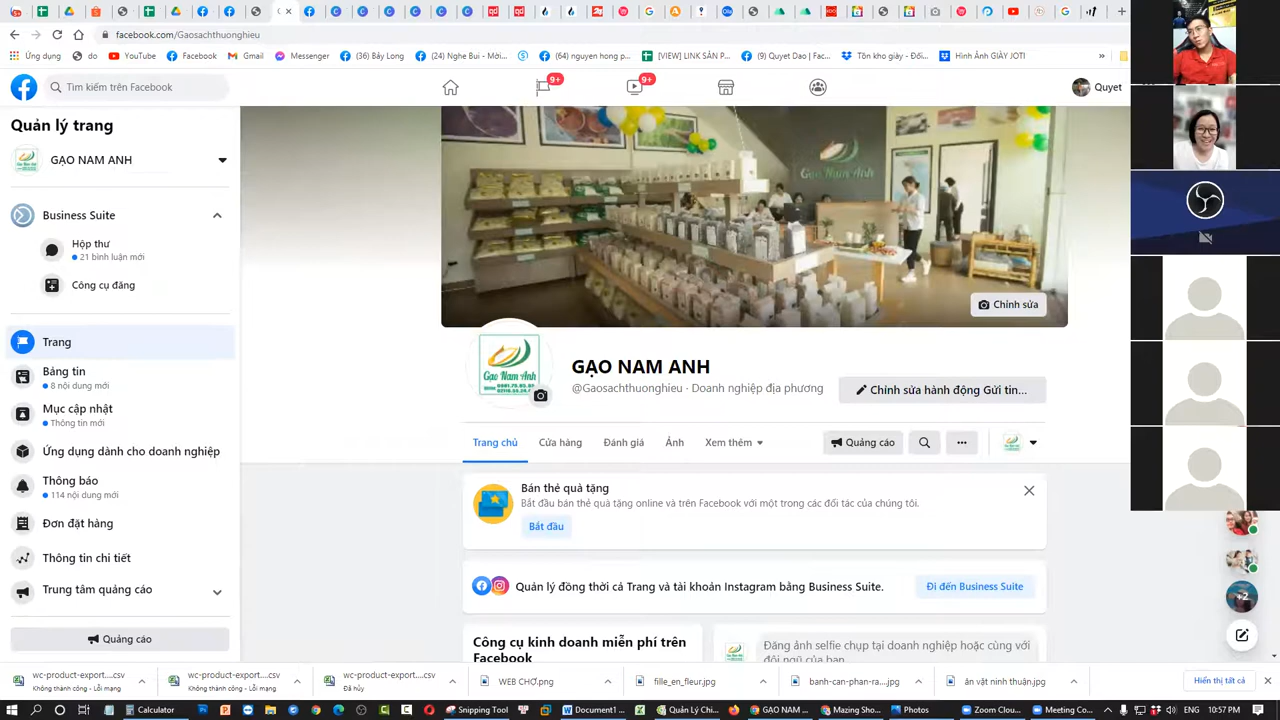 facebook.com/Gaosachthuonghieu
Ứng dụng
do
YouTube
Facebook
Gmail
Messenger
(36) Bảy Long
(24) Nghe Bui - Mời...
(64) nguyen hong p...
[VIEW] LINK SẢN P...
(9) Quyet Dao | Fac...
Tồn kho giày - Đối...
Hình Ảnh GIÀY JOTI
»
Tìm kiếm trên Facebook
9+
9+
Quyet
Quản lý trang
GẠO NAM ANH
Business Suite
Hộp thư
21 bình luận mới
Công cụ đăng
Trang
Bảng tin
8 nội dung mới
Mục cập nhật
Thông tin mới
Ứng dụng dành cho doanh nghiệp
Thông báo
114 nội dung mới
Đơn đặt hàng
Thông tin chi tiết
Trung tâm quảng cáo
Quảng cáo
Gạo Nam Anh
Chỉnh sửa
Gạo Nam Anh
GẠO NAM ANH
@Gaosachthuonghieu · Doanh nghiệp địa phương
Chỉnh sửa hành động Gửi tin...
Trang chủ
Cửa hàng
Đánh giá
Ảnh
Xem thêm
Quảng cáo
Bán thẻ quà tặng
Bắt đầu bán thẻ quà tặng online và trên Facebook với một trong các đối tác của chúng tôi.
Bắt đầu
Quản lý đồng thời cả Trang và tài khoản Instagram bằng Business Suite.
Đi đến Business Suite
Công cụ kinh doanh miễn phí trên
Facebook
Đăng ảnh selfie chụp tại doanh nghiệp hoặc cùng với
đội ngũ của bạn
+2
wc-product-export....csv
Không thành công - Lỗi mạng
wc-product-export....csv
Không thành công - Lỗi mạng
wc-product-export....csv
Đã hủy
WEB CHỢ.png
fille_en_fleur.jpg
banh-can-phan-ra....jpg
ăn vặt ninh thuận.jpg
Hiển thị tất cả
Calculator
Snipping Tool
Document1 ...
Quản Lý Chi...
GẠO NAM ...
Mazing Sho...
Photos
Zoom Clou...
Zoom Meeting
Meeting Co...
ENG
10:57 PM